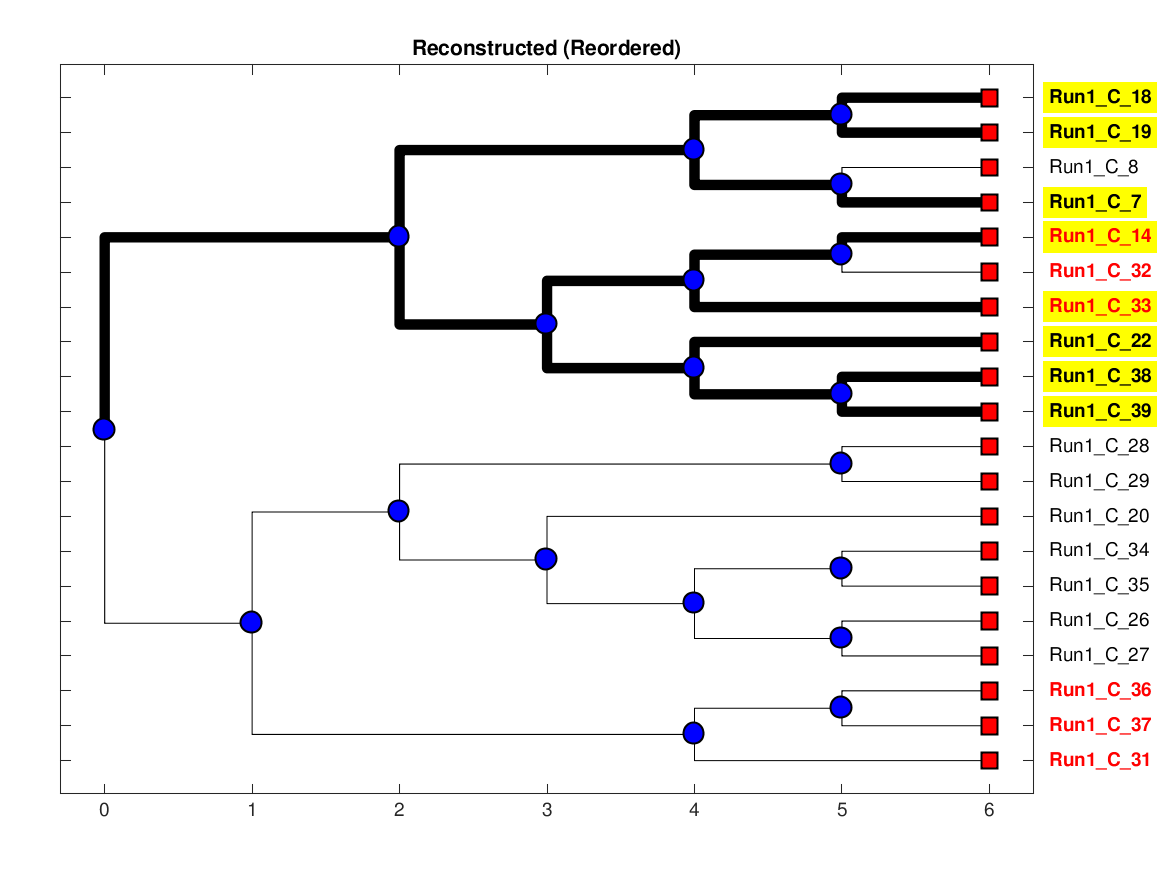 Reconstructed (Reordered)
Run1_C_18
Run1_C_19
Run1_C_8
Run1_C_7
Run1_C_14
Run1_C_32
Run1_C_33
Run1_C_22
Run1_C_38
Run1_C_39
Run1_C_28
Run1_C_29
Run1_C_20
Run1_C_34
Run1_C_35
Run1_C_26
Run1_C_27
Run1_C_36
Run1_C_37
Run1_C_31
0 1 2 3 4 5 6